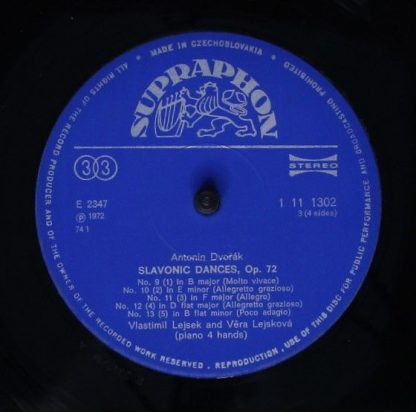 MADE IN CZECHOSLOVAKIA
ALL RIGHTS OF THE RECORD PRODUCER AND OF THE OWNER OF THE RECORDED WORK RESERVED . REPRODUCTION, USE OF THIS DISC FOR PUBLIC PERFORMANCE AND BROADCASTING PROHIBITED
SUPRAPHON
33
STEREO
E 2347
1 11 1302
℗ 1972
3 (4 sides)
74 1
Antonín Dvořák
SLAVONIC DANCES, Op. 72
No. 9 (1) in B major (Molto vivace)
No. 10 (2) in E minor (Allegretto grazioso)
No. 11 (3) in F major (Allegro)
No. 12 (4) in D flat major (Allegretto grazioso)
No. 13 (5) in B flat minor (Poco adagio)
Vlastimil Lejsek and Věra Lejsková
(piano 4 hands)